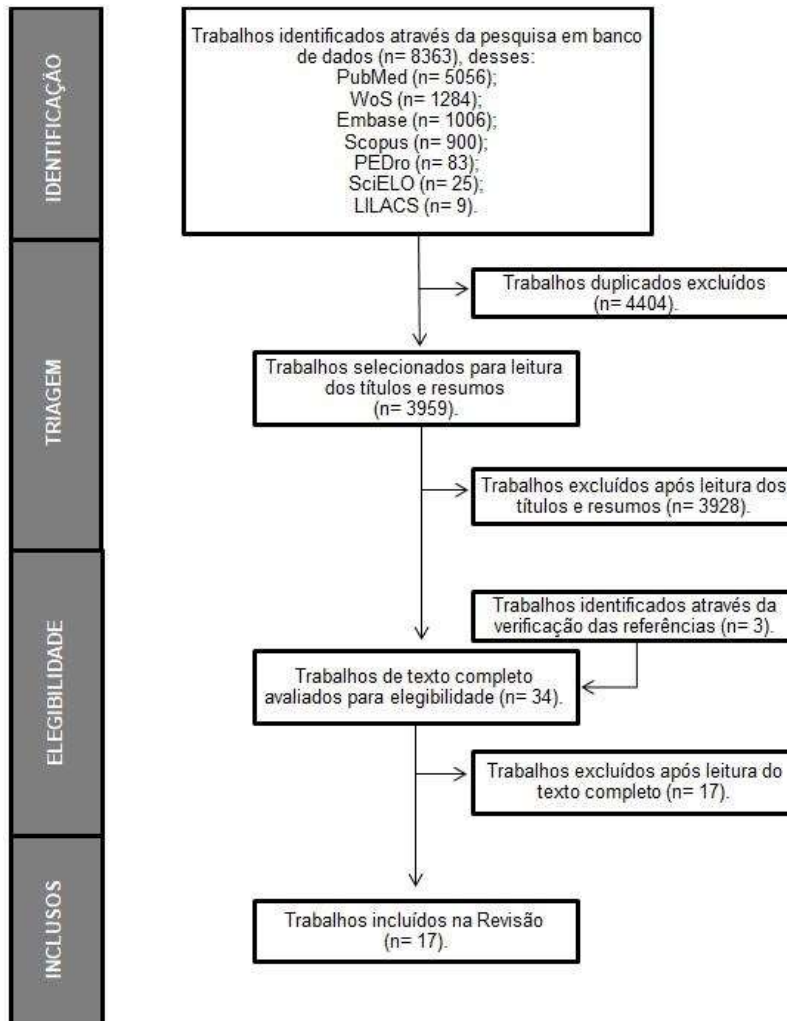 IDENTIFICAÇÃO
Trabalhos identificados através da pesquisa em banco
de dados (n= 8363), desses:
PubMed (n= 5056);
WoS (n= 1284);
Embase (n= 1006);
Scopus (n= 900);
PEDro (n= 83);
SciELO (n= 25);
LILACS (n= 9).
TRIAGEM
Trabalhos duplicados excluídos
(n= 4404).
Trabalhos selecionados para leitura
dos títulos e resumos
(n= 3959).
Trabalhos excluídos após leitura dos
títulos e resumos (n= 3928).
ELEGIBILIDADE
Trabalhos identificados através da
verificação das referências (n= 3).
Trabalhos de texto completo
avaliados para elegibilidade (n= 34).
Trabalhos excluídos após leitura do
texto completo (n= 17).
INCLUSOS
Trabalhos incluídos na Revisão
(n= 17).